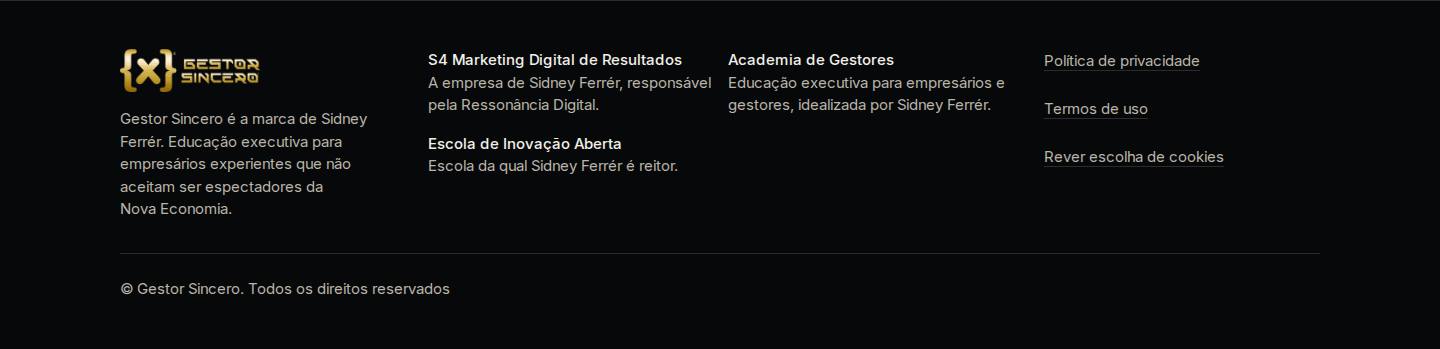 GESTOR
SINCERO
Gestor Sincero é a marca de Sidney
Ferrér. Educação executiva para
empresários experientes que não
aceitam ser espectadores da
Nova Economia.
S4 Marketing Digital de Resultados
A empresa de Sidney Ferrér, responsável
pela Ressonância Digital.
Escola de Inovação Aberta
Escola da qual Sidney Ferrér é reitor.
Academia de Gestores
Educação executiva para empresários e
gestores, idealizada por Sidney Ferrér.
Política de privacidade
Termos de uso
Rever escolha de cookies
© Gestor Sincero. Todos os direitos reservados